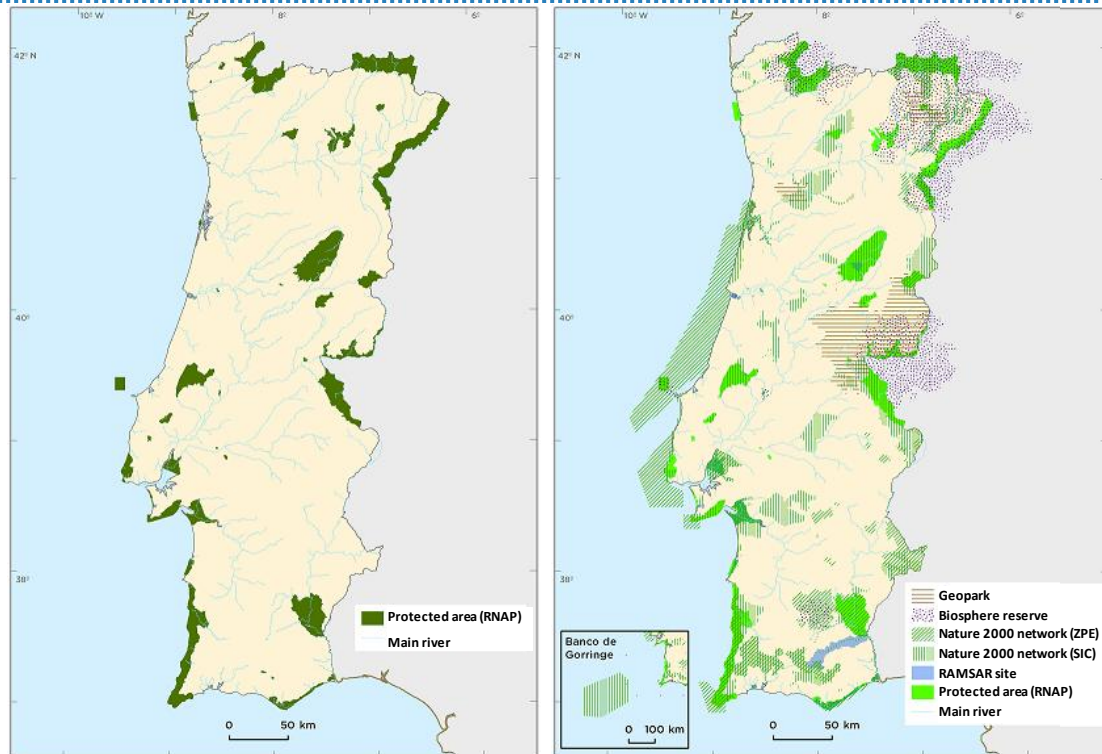 10° W
8°
6°
42° N
40°
38°
Protected area (RNAP)
Main river
0 50 km
10° W
8°
6°
42° N
40°
38°
Geopark
Biosphere reserve
Nature 2000 network (ZPE)
Nature 2000 network (SIC)
RAMSAR site
Protected area (RNAP)
Main river
Banco de
Gorringe
0 100 km
0 50 km